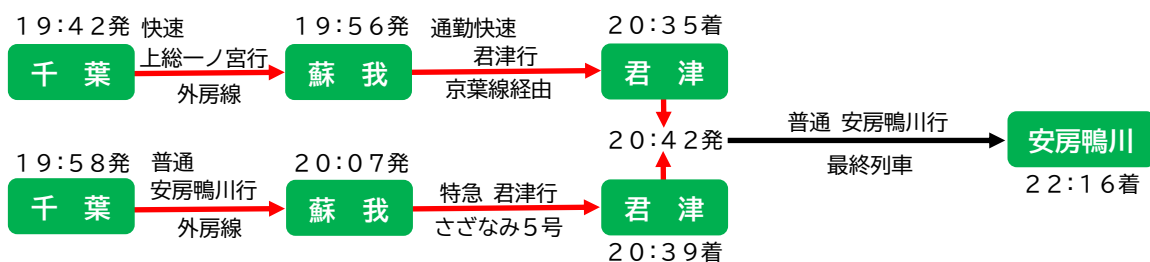 19:42発 快速 19:56発 通勤快速 20:35着
千 葉 上総一ノ宮行 蘇 我 君津行 君 津
外房線 京葉線経由
20:42発 普通 安房鴨川行 安房鴨川
最終列車
22:16着
19:58発 普通 20:07発
千 葉 安房鴨川行 蘇 我 特急 君津行 君 津
外房線 さざなみ5号
20:39着